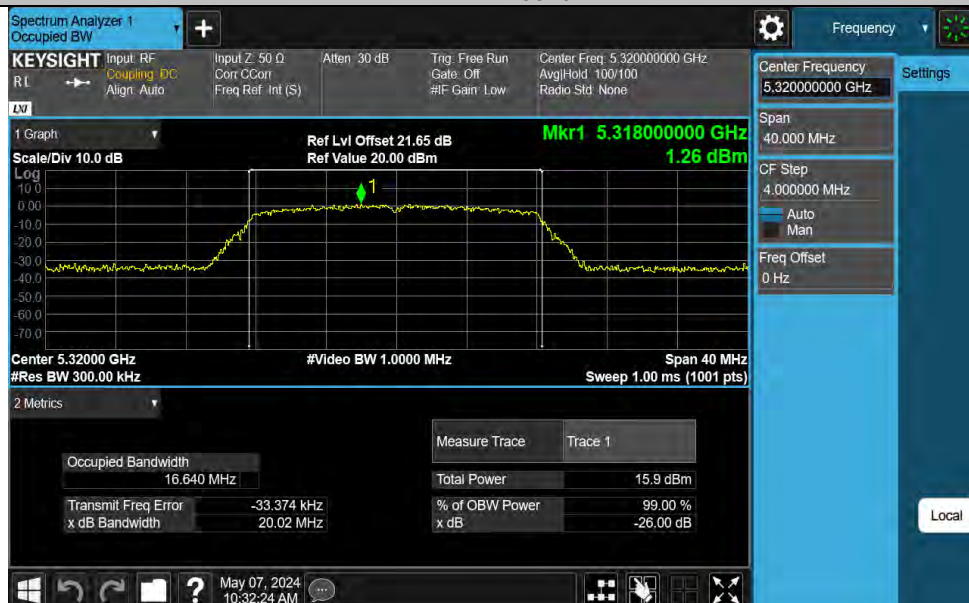 Spectrum Analyzer 1
Occupied BW
+
Frequency
KEYSIGHT
Input: RF
Coupling: DC
Align: Auto
Input Z: 50 Ω
Corr CCorr
Freq Ref: Int (S)
Atten: 30 dB
Trig: Free Run
Gate: Off
#IF Gain: Low
Center Freq: 5.320000000 GHz
Avg|Hold: 100/100
Radio Std: None
LXI
Center Frequency
5.320000000 GHz
Settings
Span
40.000 MHz
CF Step
4.000000 MHz
Auto
Man
Freq Offset
0 Hz
Local
1 Graph
Scale/Div 10.0 dB
Ref Lvl Offset 21.65 dB
Ref Value 20.00 dBm
Mkr1 5.318000000 GHz
1.26 dBm
Log
10.0
0.00
-10.0
-20.0
-30.0
-40.0
-50.0
-60.0
-70.0
1
Center 5.32000 GHz
#Res BW 300.00 kHz
#Video BW 1.0000 MHz
Span 40 MHz
Sweep 1.00 ms (1001 pts)
2 Metrics
Occupied Bandwidth
16.640 MHz
Transmit Freq Error -33.374 kHz
x dB Bandwidth 20.02 MHz
Measure Trace Trace 1
Total Power 15.9 dBm
% of OBW Power 99.00 %
x dB -26.00 dB
?
May 07, 2024
10:32:24 AM